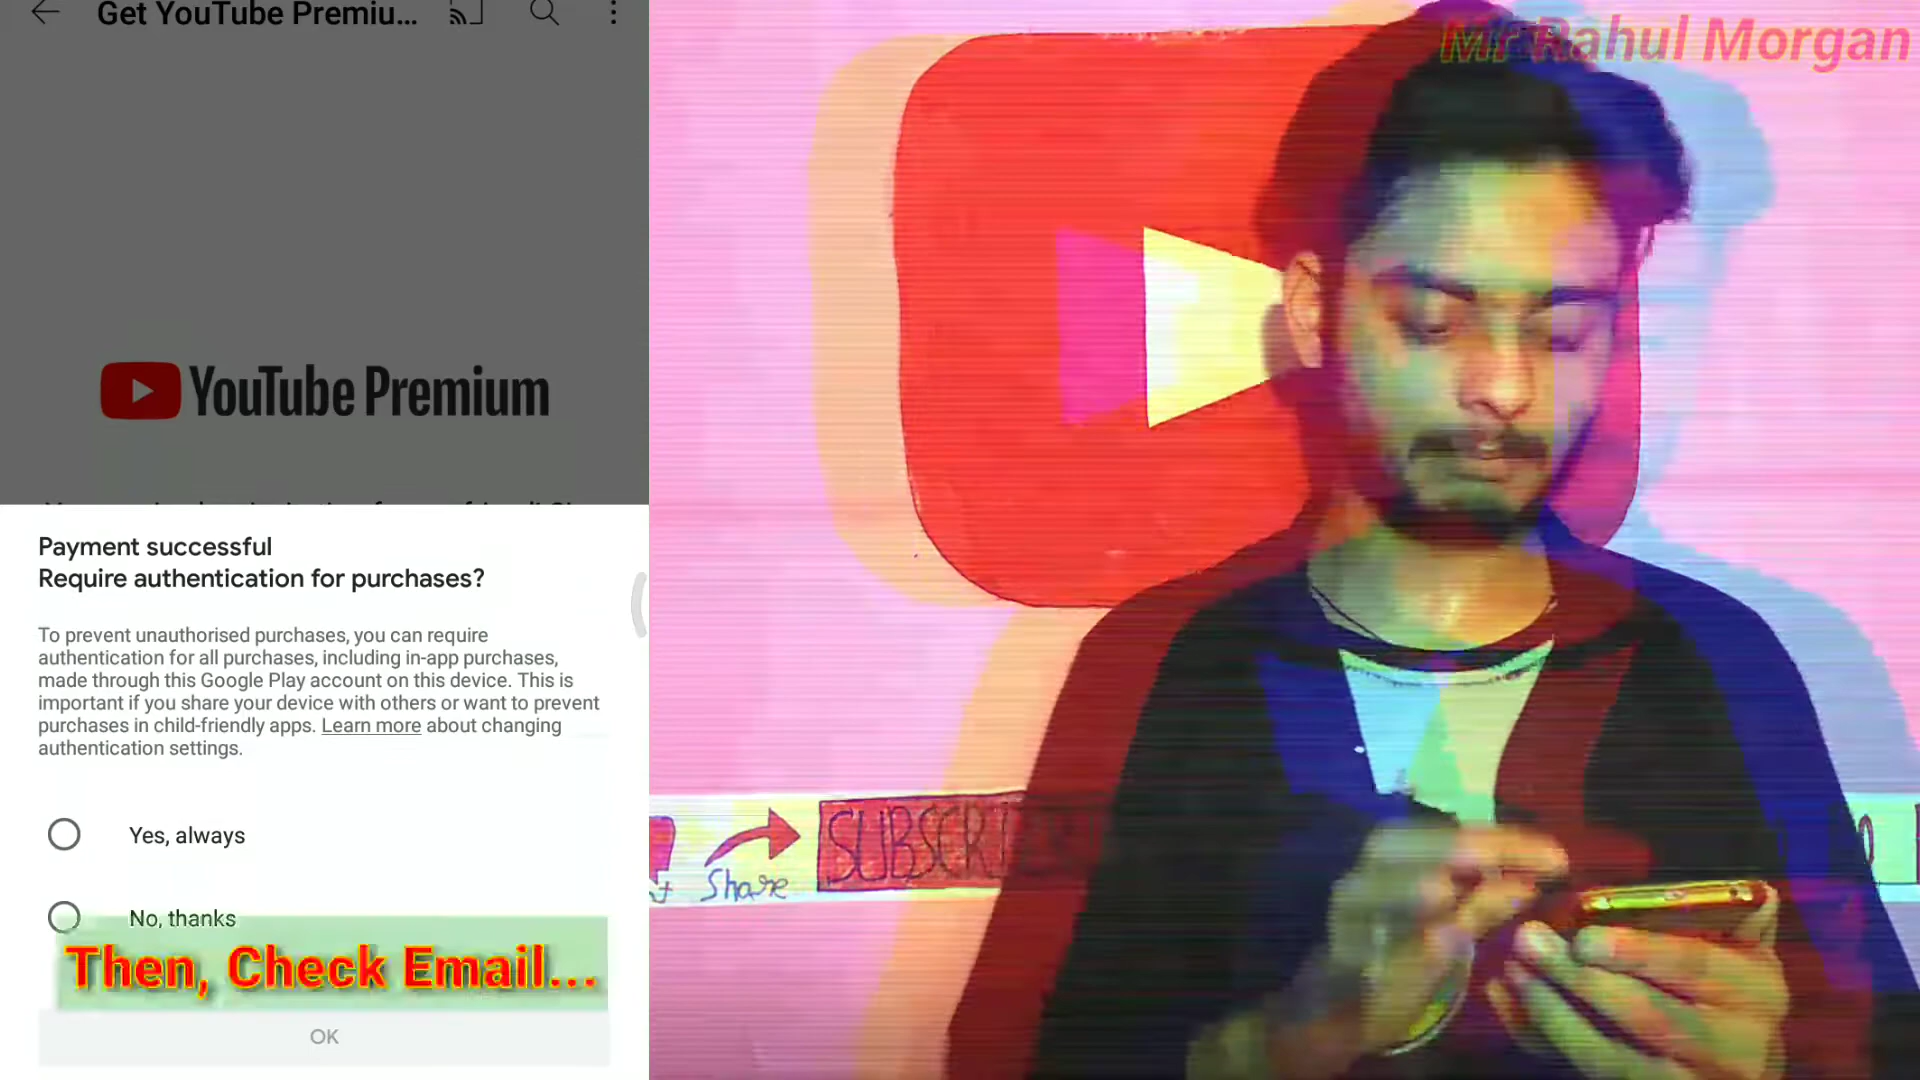 Get YouTube Premiu...
Mr Rahul Morgan
YouTube Premium
Payment successful
Require authentication for purchases?
To prevent unauthorised purchases, you can require
authentication for all purchases, including in-app purchases,
made through this Google Play account on this device. This is
important if you share your device with others or want to prevent
purchases in child-friendly apps. Learn more about changing
authentication settings.
Yes, always
No, thanks
Then, Check Email...
OK
Share
SUBSCRI